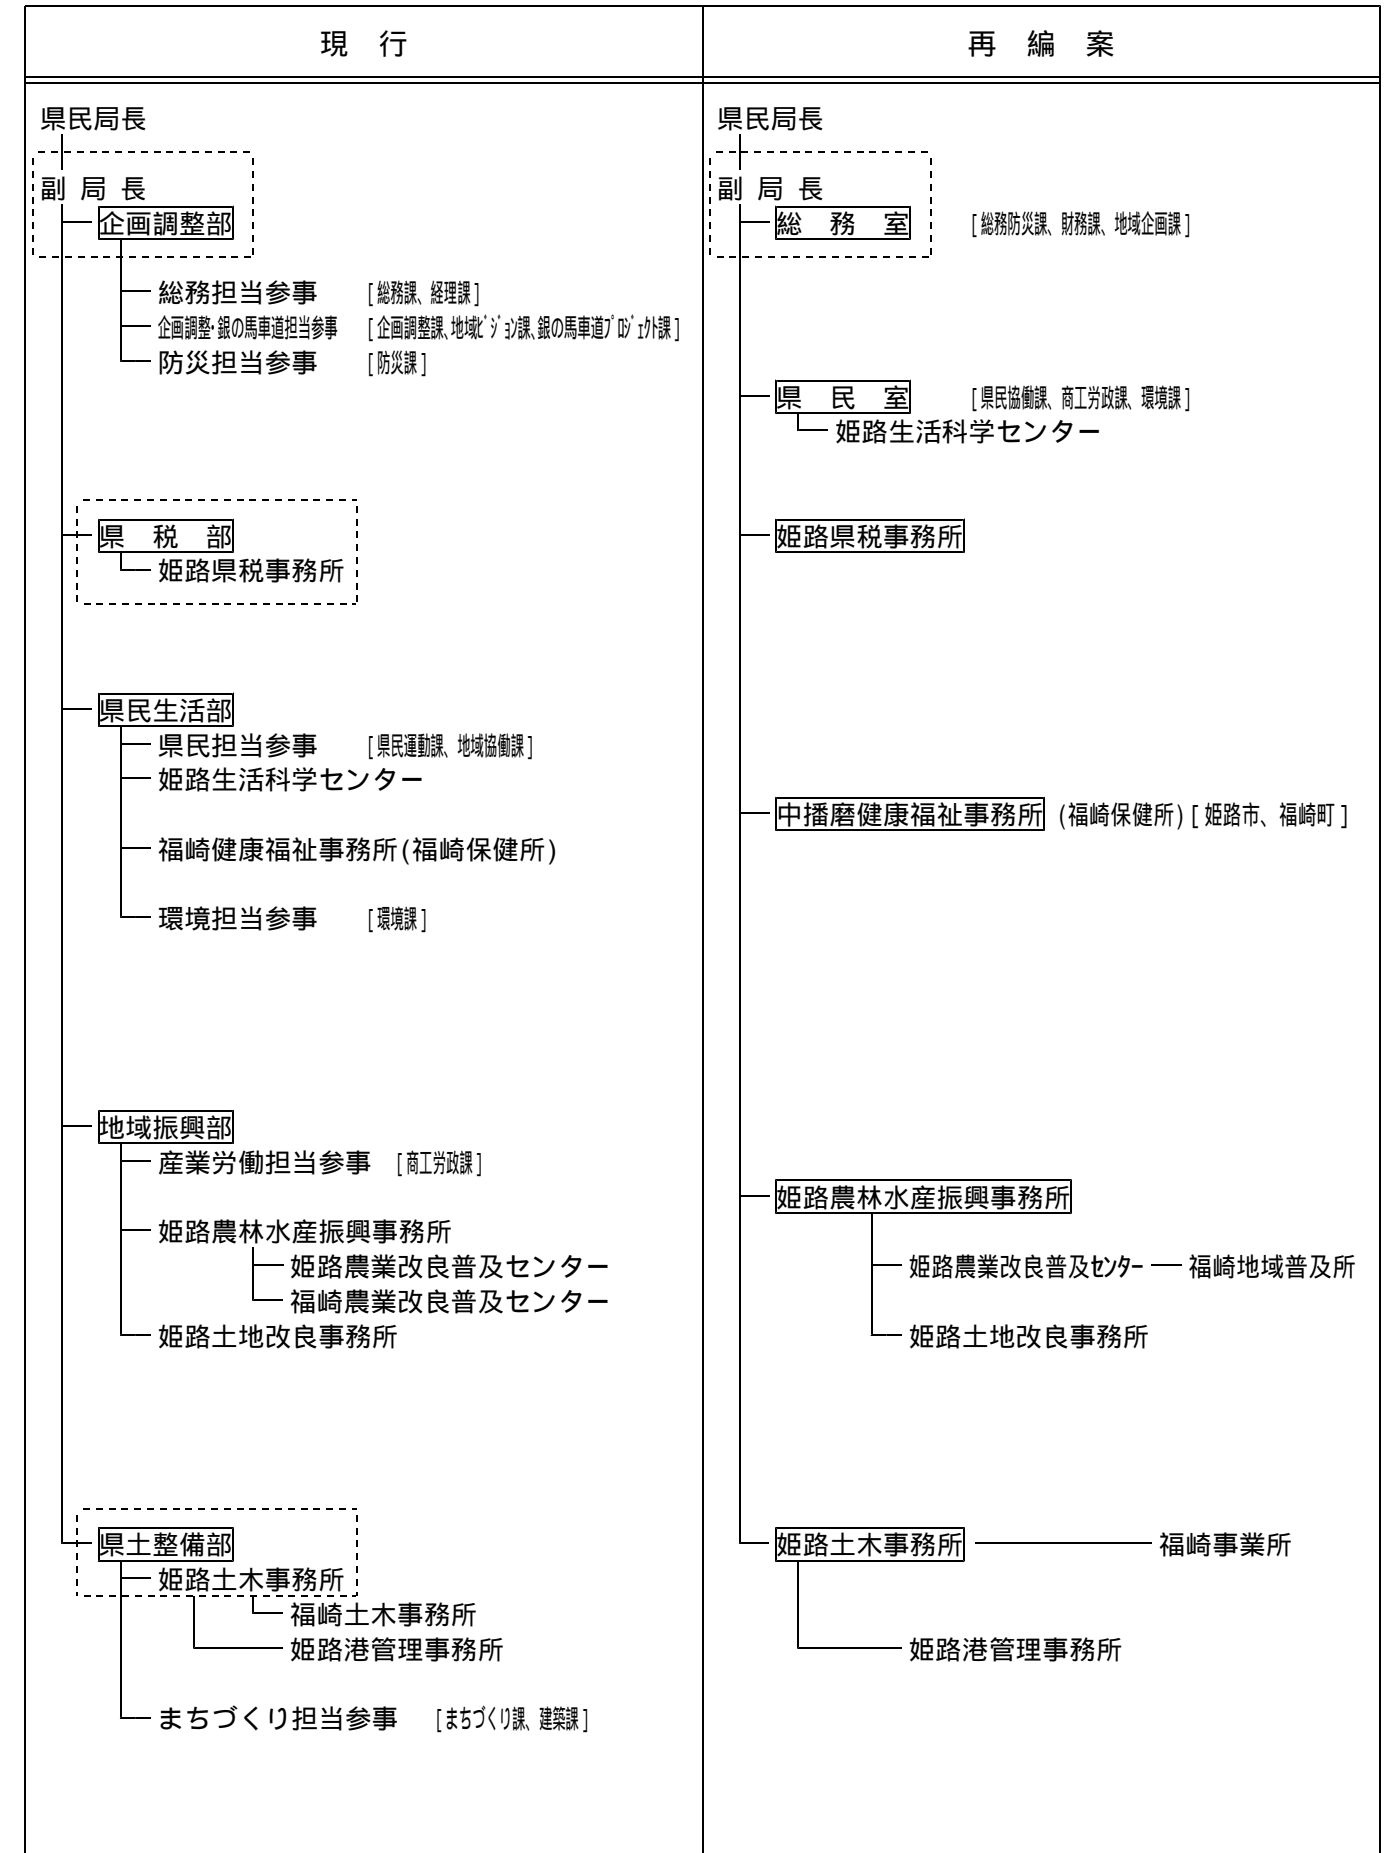 現　行
県民局長
副 局 長
企画調整部
総務担当参事　[総務課、経理課]
企画調整・銀の馬車道担当参事　[企画調整課、地域ﾋﾞｼﾞｮﾝ課、銀の馬車道ﾌﾟﾛｼﾞｪｸﾄ課]
防災担当参事　[防災課]
県　税　部
姫路県税事務所
県民生活部
県民担当参事　[県民運動課、地域協働課]
姫路生活科学センター
福崎健康福祉事務所(福崎保健所)
環境担当参事　[環境課]
地域振興部
産業労働担当参事　[商工労政課]
姫路農林水産振興事務所
姫路農業改良普及センター
福崎農業改良普及センター
姫路土地改良事務所
県土整備部
姫路土木事務所
福崎土木事務所
姫路港管理事務所
まちづくり担当参事　[まちづくり課、建築課]
再　編　案
県民局長
副 局 長
総　務　室　[総務防災課、財務課、地域企画課]
県　民　室　[県民協働課、商工労政課、環境課]
姫路生活科学センター
姫路県税事務所
中播磨健康福祉事務所 (福崎保健所)[姫路市、福崎町]
姫路農林水産振興事務所
姫路農業改良普及ｾﾝﾀｰ　福崎地域普及所
姫路土地改良事務所
姫路土木事務所　福崎事業所
姫路港管理事務所